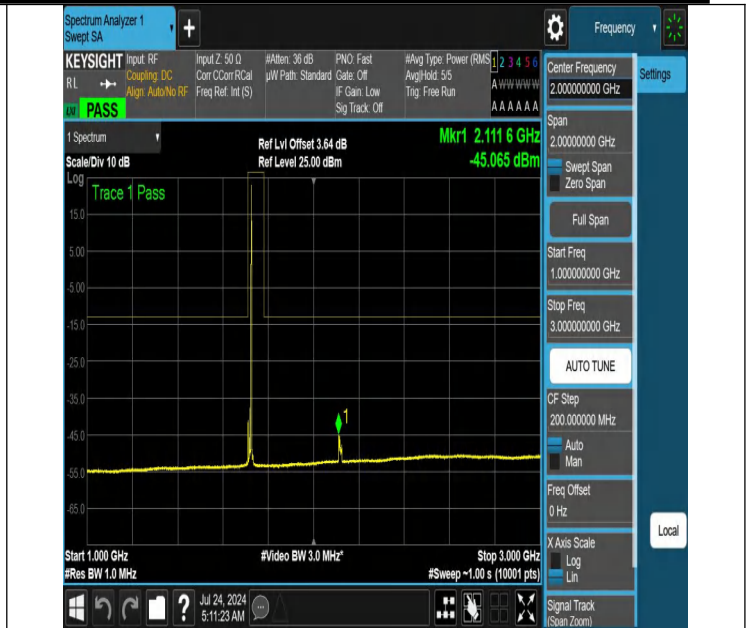 Spectrum Analyzer 1
Swept SA
+
Frequency
KEYSIGHT
RL
PASS
Input: RF
Coupling: DC
Align: Auto/No RF
Input Z: 50 Ω
Corr CCorr RCal
Freq Ref: Int (S)
#Atten: 36 dB
µW Path: Standard
PNO: Fast
Gate: Off
IF Gain: Low
Sig Track: Off
#Avg Type: Power (RMS
Avg|Hold: 5/5
Trig: Free Run
1 2 3 4 5 6
A W W W W W
A A A A A A
1 Spectrum
Scale/Div 10 dB
Ref Lvl Offset 3.64 dB
Ref Level 25.00 dBm
Mkr1 2.111 6 GHz
-45.065 dBm
Log
Trace 1 Pass
15.0
5.00
-5.00
-15.0
-25.0
-35.0
-45.0
-55.0
-65.0
1
Start 1.000 GHz
#Res BW 1.0 MHz
#Video BW 3.0 MHz*
Stop 3.000 GHz
#Sweep ~1.00 s (10001 pts)
?
Jul 24, 2024
5:11:23 AM
Center Frequency
2.000000000 GHz
Settings
Span
2.00000000 GHz
Swept Span
Zero Span
Full Span
Start Freq
1.000000000 GHz
Stop Freq
3.000000000 GHz
AUTO TUNE
CF Step
200.000000 MHz
Auto
Man
Freq Offset
0 Hz
X Axis Scale
Log
Lin
Local
Signal Track
(Span Zoom)